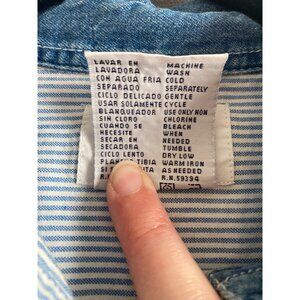 LAVAR EN MACHINE
LAVADORA WASH
CON AGUA FRIA COLD
SEPARADO SEPARATELY
CICLO DELICADO GENTLE
USAR SOLAMENTE CYCLE
BLANQUEADOR USE ONLY NON
SIN CLORO CHLORINE
CUANDO SE BLEACH
NECESITE WHEN
SECAR EN NEEDED
SECADORA TUMBLE
CICLO LENTO DRY LOW
TIBIA WARM IRON
AS NEEDED
R.N.59394